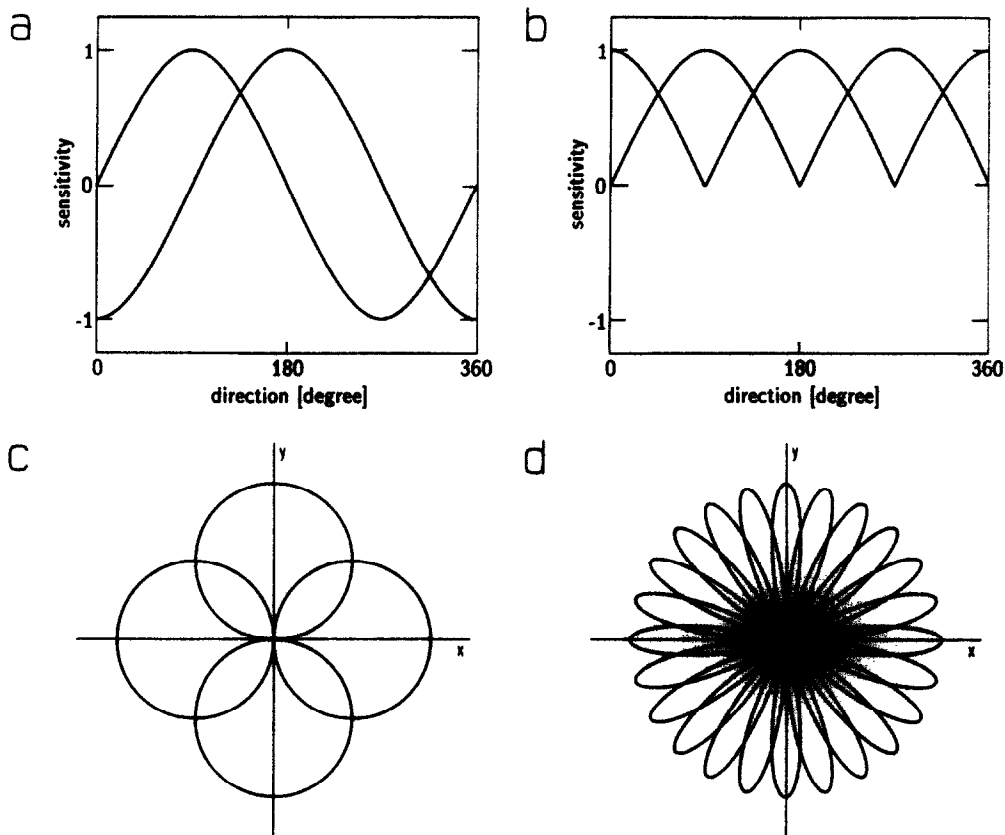 a
1
0
-1
sensitivity
0
180
360
direction [degree]
b
1
0
-1
sensitivity
0
180
360
direction [degree]
c
y
x
d
y
x